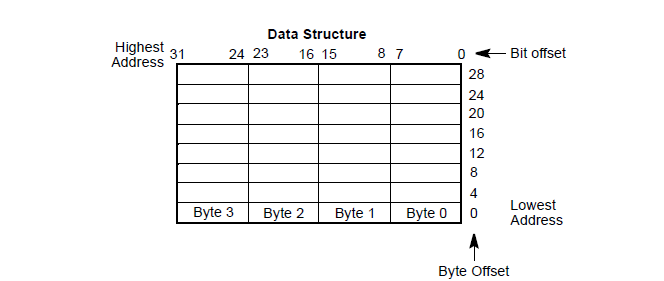 Data Structure
Highest
Address
31 24 23 16 15 8 7 0 Bit offset
28
24
20
16
12
8
4
Byte 3 Byte 2 Byte 1 Byte 0 0
Lowest
Address
Byte Offset